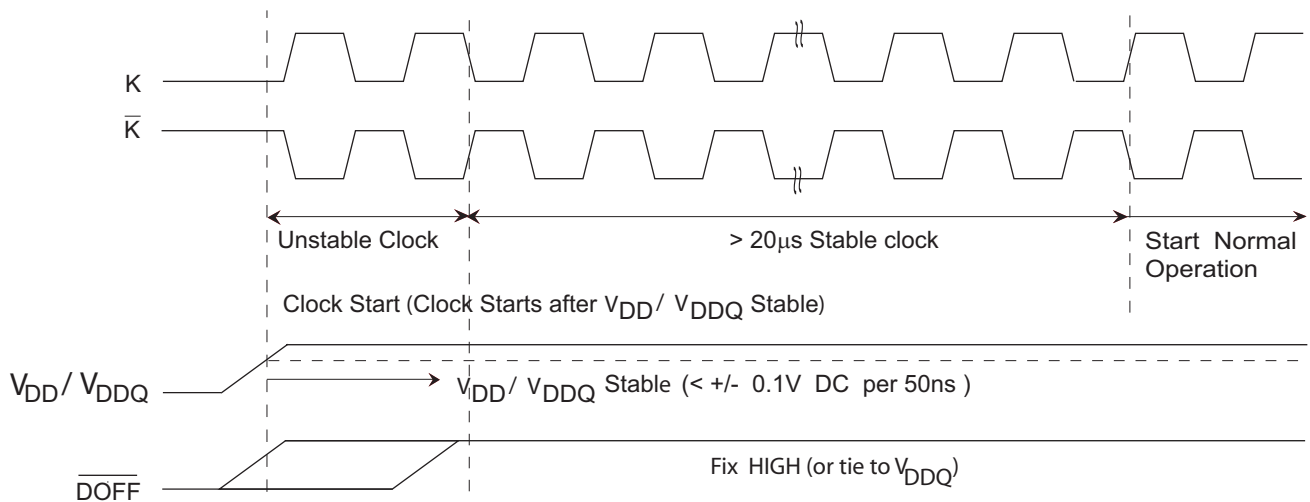 K
K̅
Unstable Clock
> 20μs Stable clock
Start Normal
Operation
Clock Start (Clock Starts after VDD/ VDDQ Stable)
VDD/ VDDQ
VDD/ VDDQ Stable (< +/- 0.1V DC per 50ns )
D̅O̅F̅F̅
Fix HIGH (or tie to VDDQ)